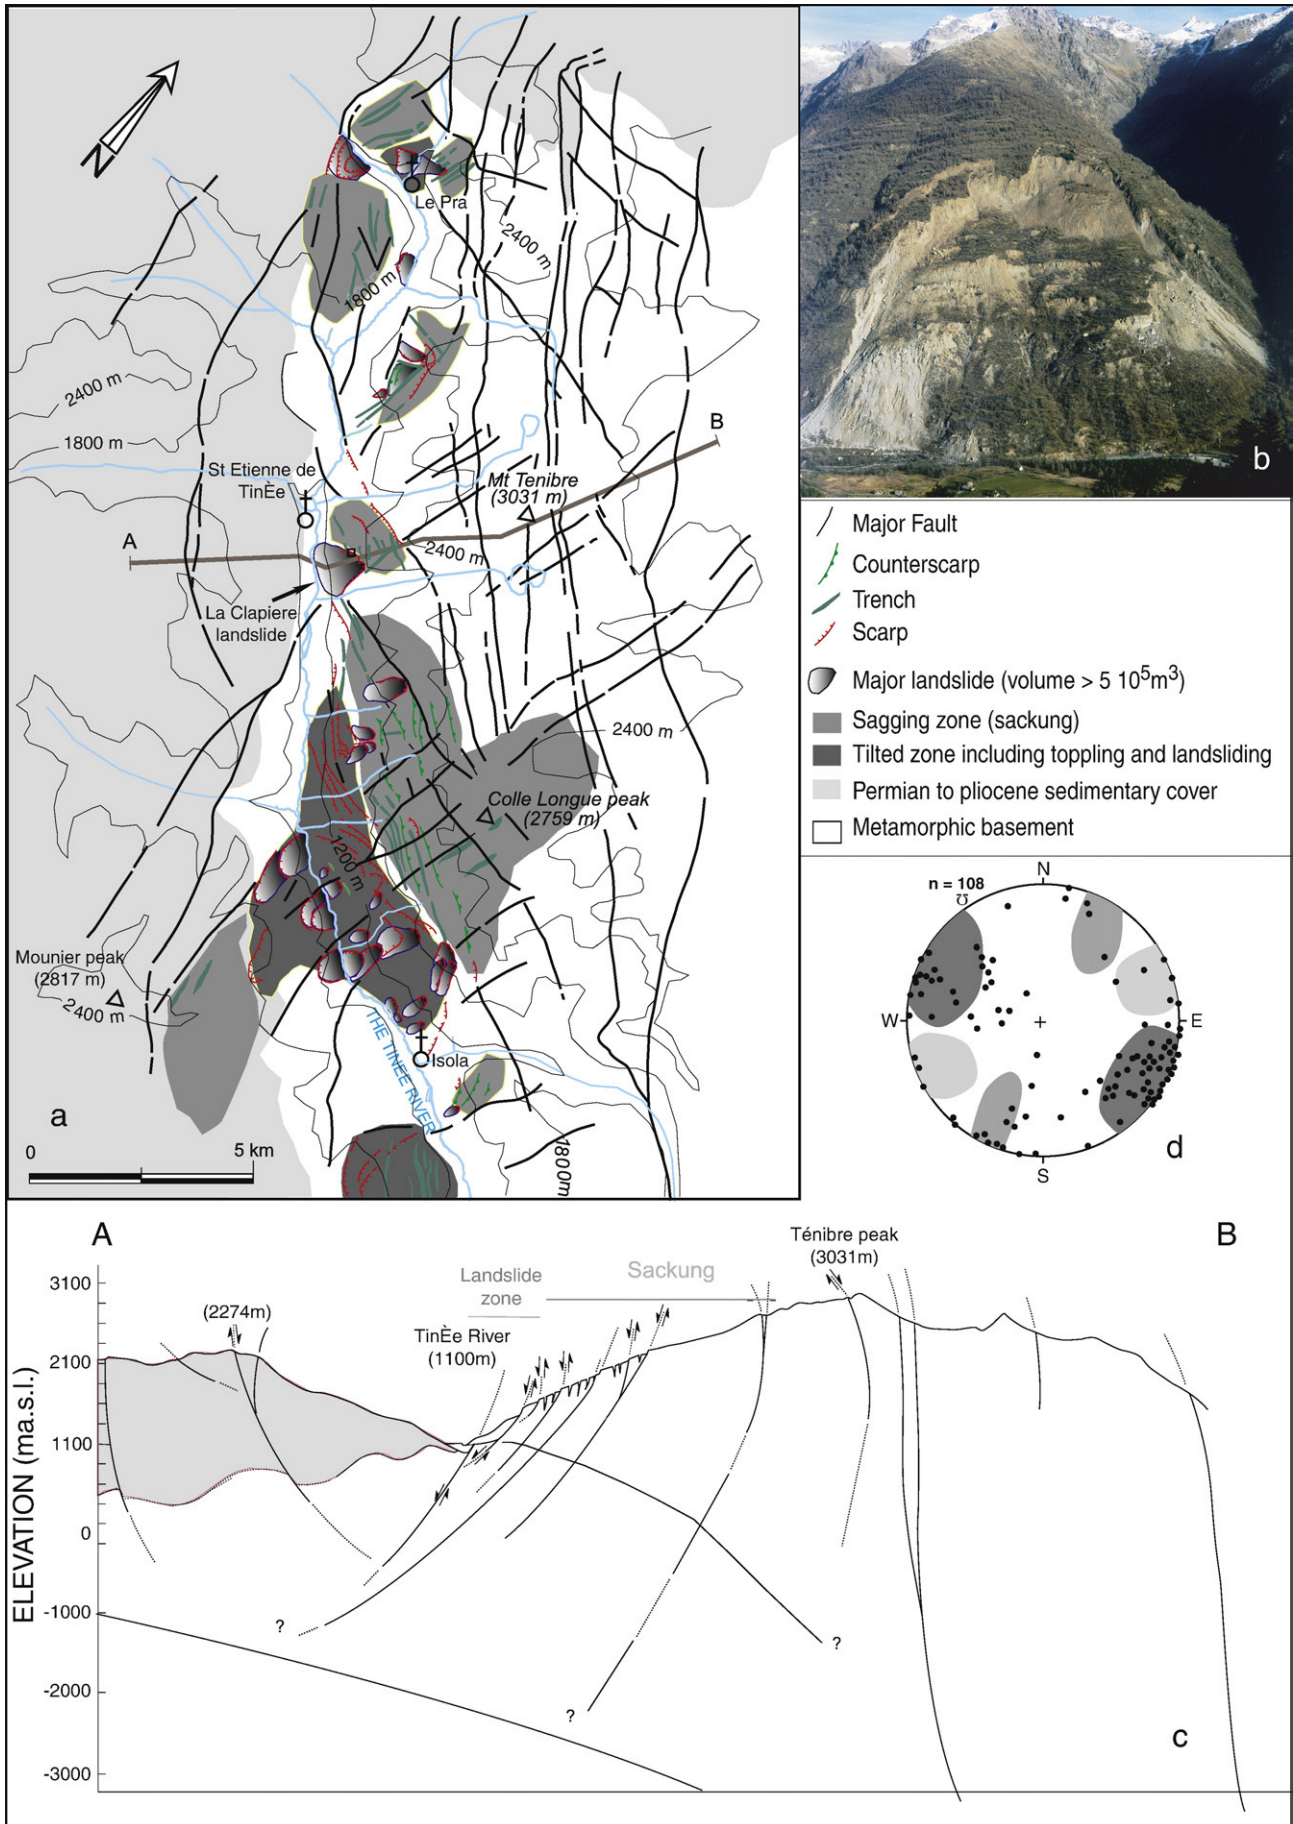 N
Le Pra
2400 m
1800 m
2400 m
1800 m
St Etienne de
TinÈe
Mt Tenibre
(3031 m)
B
A
2400 m
La Clapiere
landslide
2400 m
Colle Longue peak
(2759 m)
1200 m
Mounier peak
(2817 m)
2400 m
THE TINEE RIVER
Isola
a
0 5 km
1800m
b
Major Fault
Counterscarp
Trench
Scarp
Major landslide (volume > 5 10⁵m³)
Sagging zone (sackung)
Tilted zone including toppling and landsliding
Permian to pliocene sedimentary cover
Metamorphic basement
n = 108
N
W
E
S
d
A
B
Ténibre peak
(3031m)
Landslide
zone
Sackung
TinÈe River
(1100m)
(2274m)
ELEVATION (ma.s.l.)
3100
2100
1100
0
-1000
-2000
-3000
?
?
?
c